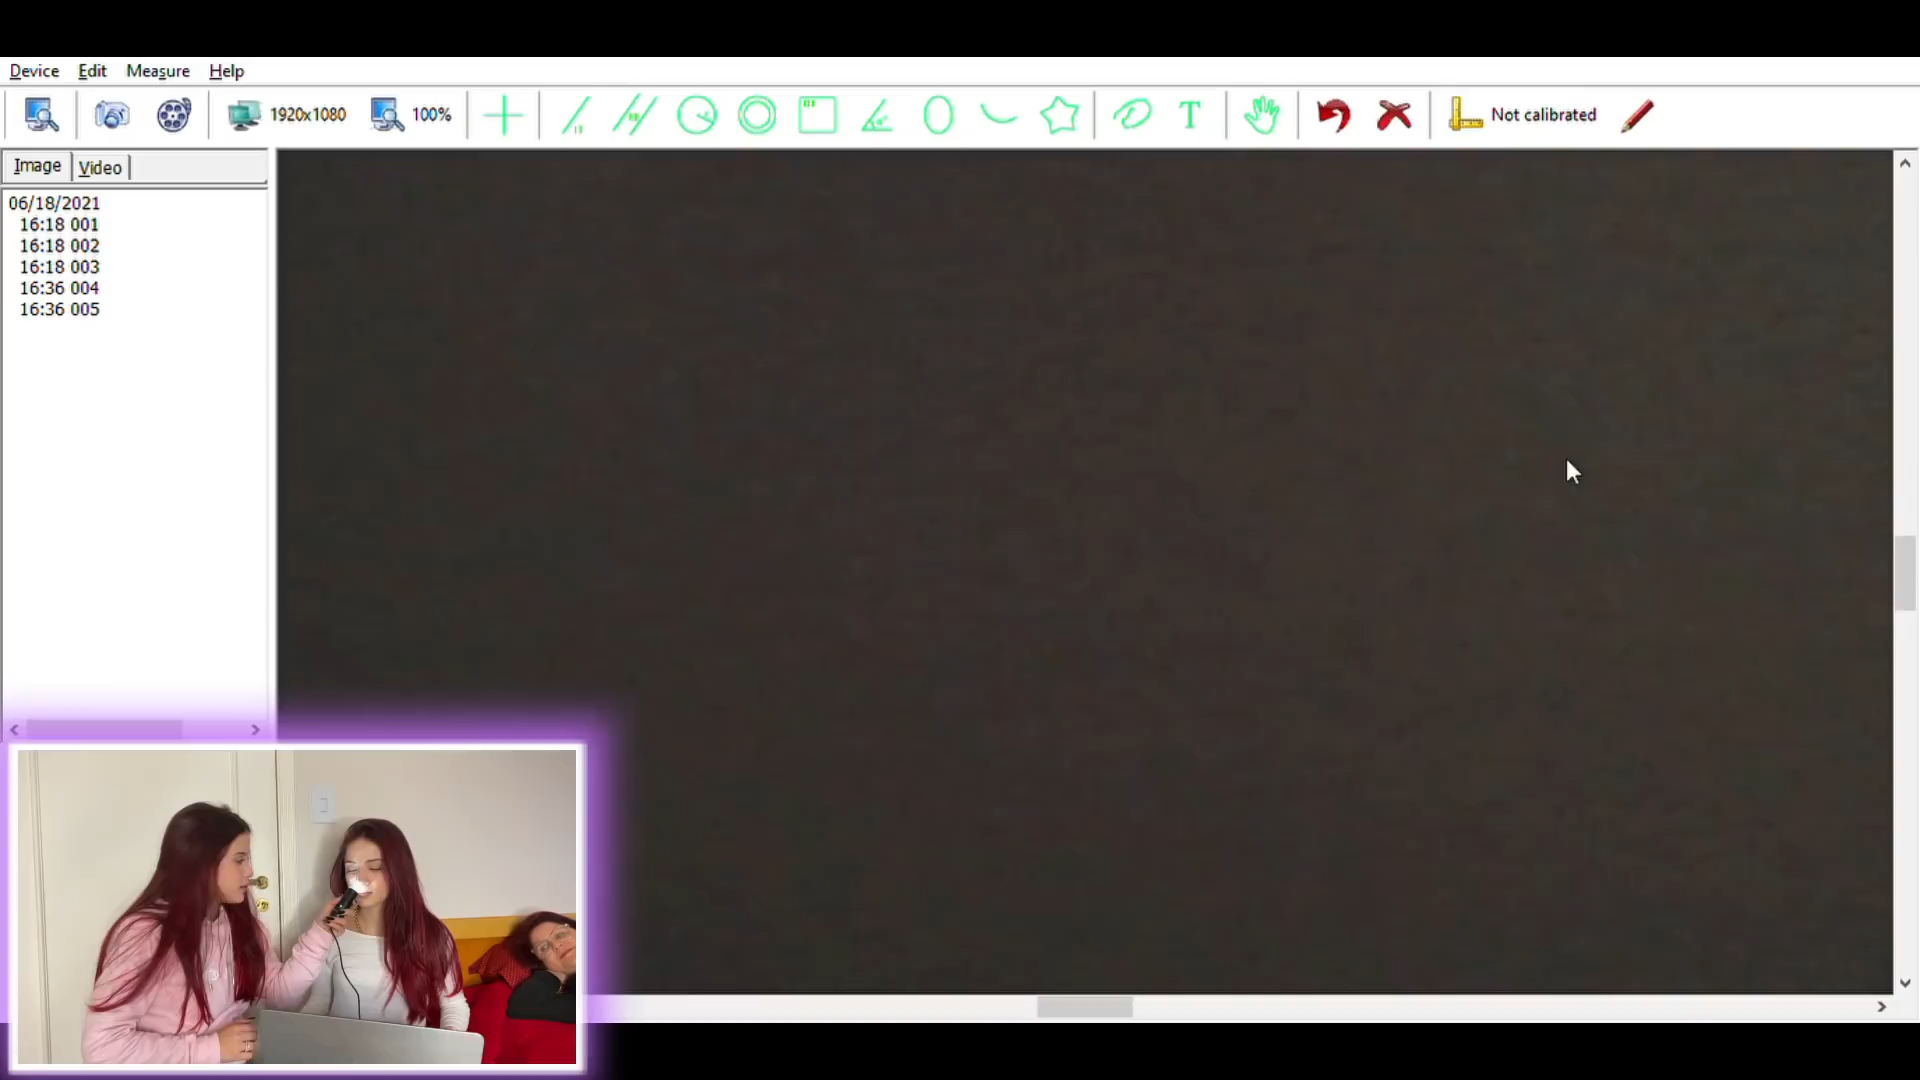 Device Edit Measure Help
1920x1080 100% T Not calibrated
Image Video
06/18/2021
16:18 001
16:18 002
16:18 003
16:36 004
16:36 005